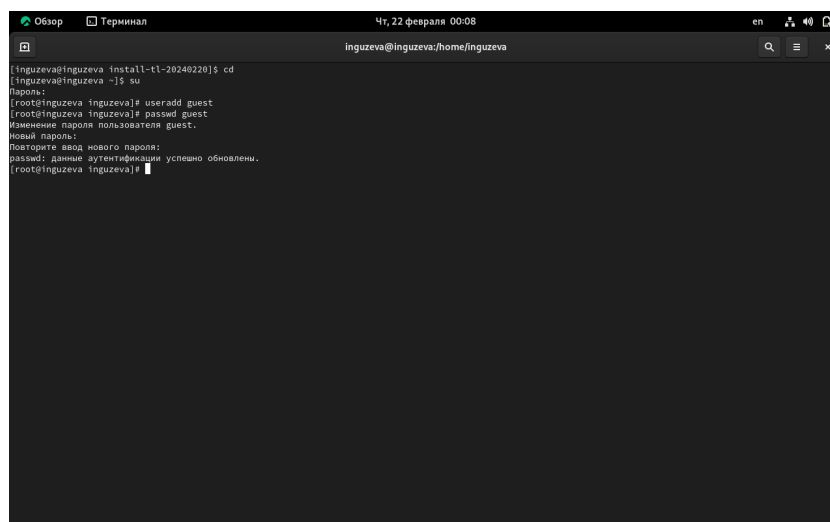 Обзор Терминал Чт, 22 февраля 00:08 en
inguzeva@inguzeva:/home/inguzeva
[inguzeva@inguzeva install-tl-20240220]$ cd
[inguzeva@inguzeva ~]$ su
Пароль:
[root@inguzeva inguzeva]# useradd guest
[root@inguzeva inguzeva]# passwd guest
Изменение пароля пользователя guest.
Новый пароль:
Повторите ввод нового пароля:
passwd: данные аутентификации успешно обновлены.
[root@inguzeva inguzeva]#